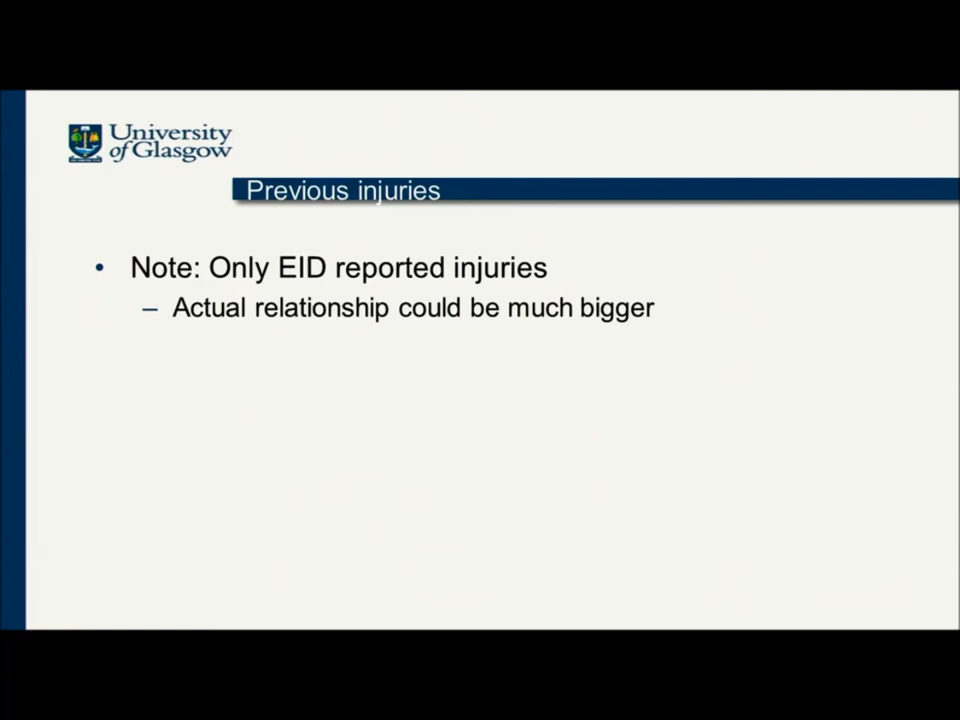 University
of Glasgow
Previous injuries
• Note: Only EID reported injuries
– Actual relationship could be much bigger